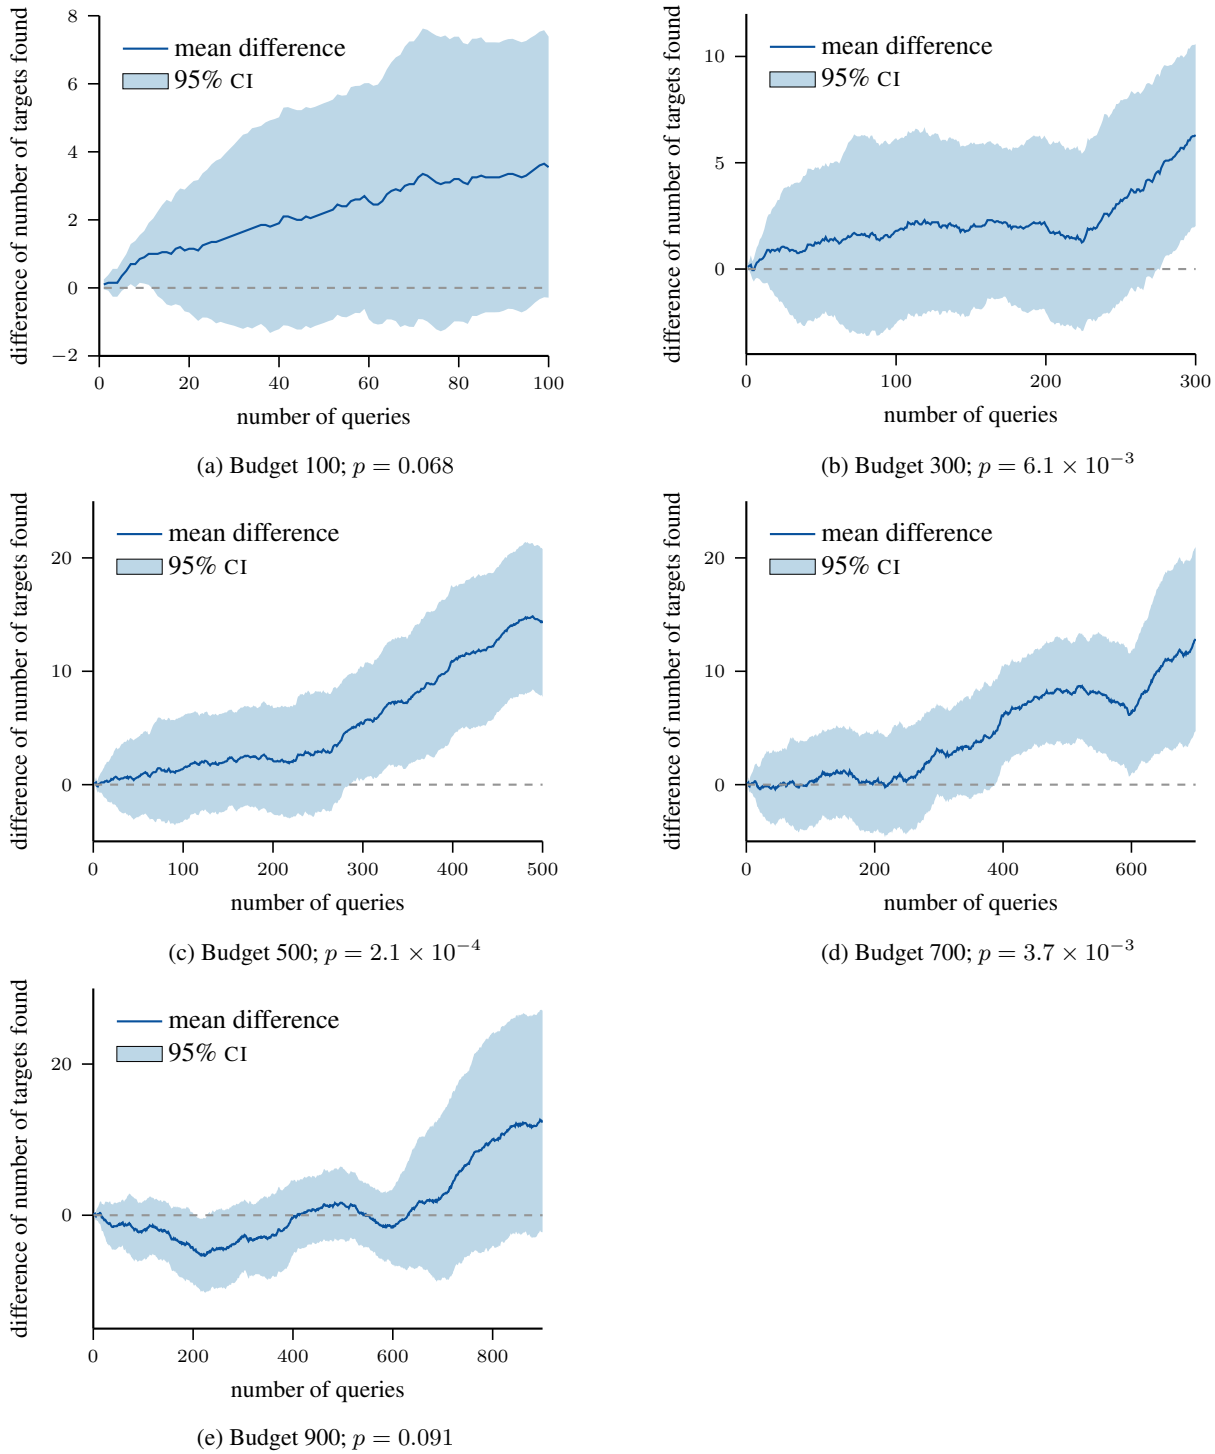 difference of number of targets found
8
6
4
2
0
−2
mean difference
95% CI
0 20 40 60 80 100
number of queries
(a) Budget 100; p = 0.068
difference of number of targets found
10
5
0
mean difference
95% CI
0 100 200 300
number of queries
(b) Budget 300; p = 6.1 × 10⁻³
difference of number of targets found
20
10
0
mean difference
95% CI
0 100 200 300 400 500
number of queries
(c) Budget 500; p = 2.1 × 10⁻⁴
difference of number of targets found
20
10
0
mean difference
95% CI
0 200 400 600
number of queries
(d) Budget 700; p = 3.7 × 10⁻³
difference of number of targets found
20
0
mean difference
95% CI
0 200 400 600 800
number of queries
(e) Budget 900; p = 0.091